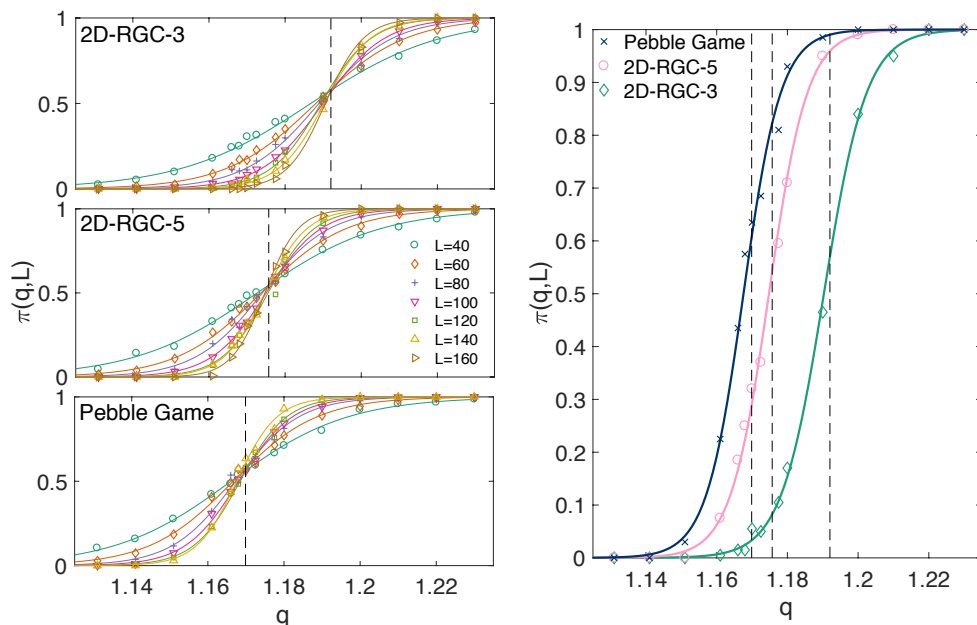 2D-RGC-3
1
0.5
0
2D-RGC-5
1
0.5
0
π(q,L)
L=40
L=60
L=80
L=100
L=120
L=140
L=160
Pebble Game
1
0.5
0
1.14 1.16 1.18 1.2 1.22
q
Pebble Game
2D-RGC-5
2D-RGC-3
1
0.9
0.8
0.7
0.6
0.5
0.4
0.3
0.2
0.1
0
π(q,L)
1.14 1.16 1.18 1.2 1.22
q